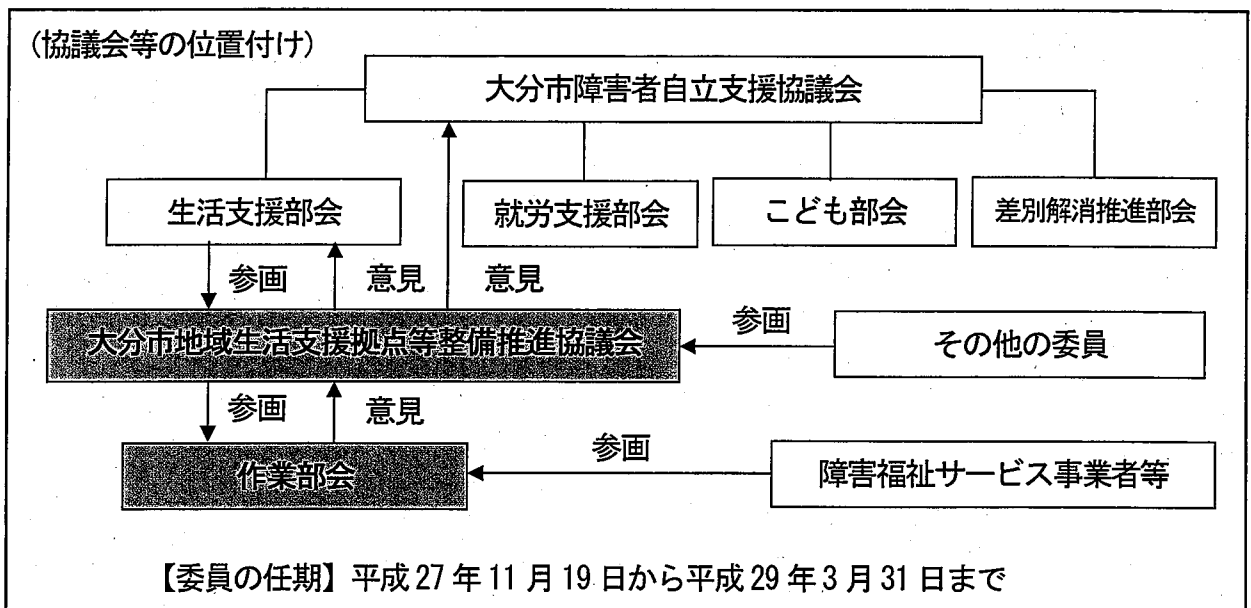 (協議会等の位置付け)
大分市障害者自立支援協議会
生活支援部会
就労支援部会
こども部会
差別解消推進部会
参画
意見
意見
大分市地域生活支援拠点等整備推進協議会
参画
その他の委員
参画
意見
作業部会
参画
障害福祉サービス事業者等
【委員の任期】平成27年11月19日から平成29年3月31日まで